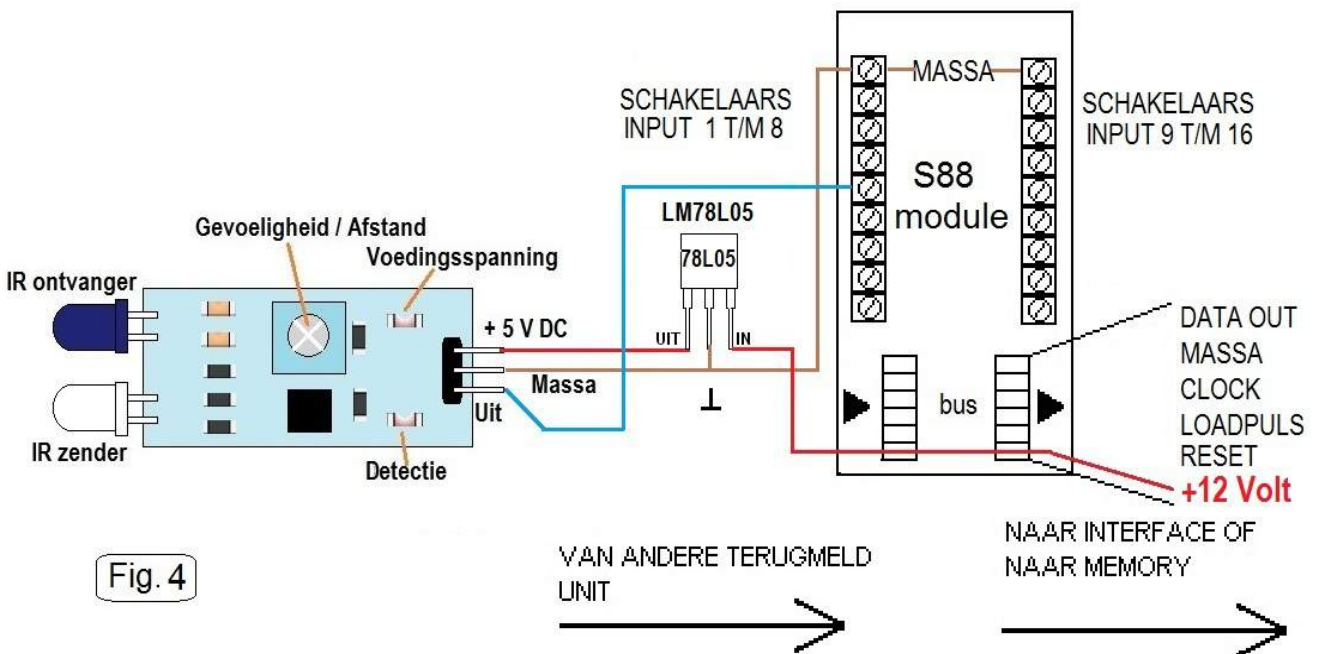 MASSA
SCHAKELAARS
INPUT 1 T/M 8
SCHAKELAARS
INPUT 9 T/M 16
S88
module
LM78L05
78L05
UIT
IN
Gevoeligheid / Afstand
Voedingsspanning
IR ontvanger
+ 5 V DC
Massa
Uit
IR zender
Detectie
bus
DATA OUT
MASSA
CLOCK
LOADPULS
RESET
+12 Volt
Fig. 4
VAN ANDERE TERUGMELD
UNIT
NAAR INTERFACE OF
NAAR MEMORY